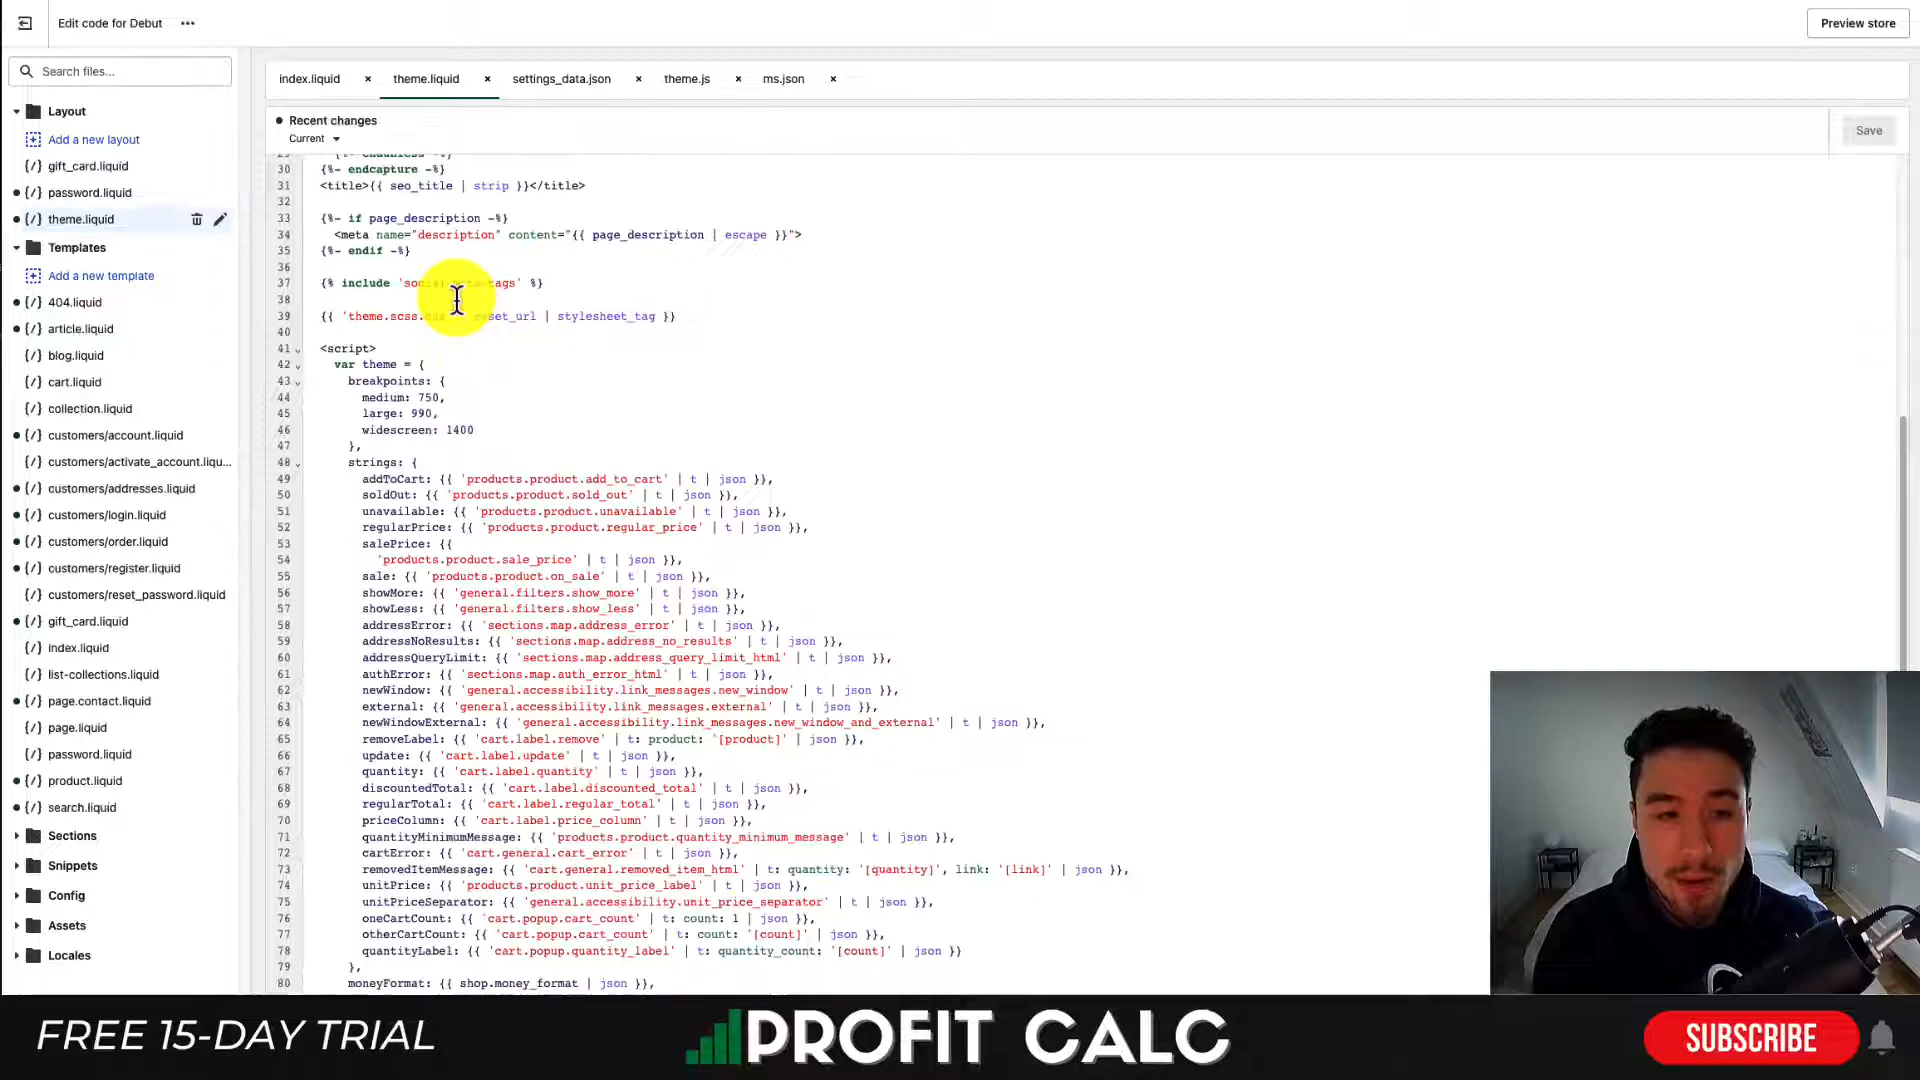 Edit code for Debut
Preview store
Search files...
Layout
Add a new layout
{/} gift_card.liquid
{/} password.liquid
{/} theme.liquid
Templates
Add a new template
{/} 404.liquid
{/} article.liquid
{/} blog.liquid
{/} cart.liquid
{/} collection.liquid
{/} customers/account.liquid
{/} customers/activate_account.liqu...
{/} customers/addresses.liquid
{/} customers/login.liquid
{/} customers/order.liquid
{/} customers/register.liquid
{/} customers/reset_password.liquid
{/} gift_card.liquid
{/} index.liquid
{/} list-collections.liquid
{/} page.contact.liquid
{/} page.liquid
{/} password.liquid
{/} product.liquid
{/} search.liquid
Sections
Snippets
Config
Assets
Locales
index.liquid × theme.liquid × settings_data.json × theme.js × ms.json ×
Recent changes
Current
Save
30 {%- endcapture -%}
31 <title>{{ seo_title | strip }}</title>
32
33 {%- if page_description -%}
34 <meta name="description" content="{{ page_description | escape }}">
35 {%- endif -%}
36
37 {% include 'social-meta-tags' %}
38
39 {{ 'theme.scss.css' | asset_url | stylesheet_tag }}
40
41 <script>
42 var theme = {
43 breakpoints: {
44 medium: 750,
45 large: 990,
46 widescreen: 1400
47 },
48 strings: {
49 addToCart: {{ 'products.product.add_to_cart' | t | json }},
50 soldOut: {{ 'products.product.sold_out' | t | json }},
51 unavailable: {{ 'products.product.unavailable' | t | json }},
52 regularPrice: {{ 'products.product.regular_price' | t | json }},
53 salePrice: {{
54 'products.product.sale_price' | t | json }},
55 sale: {{ 'products.product.on_sale' | t | json }},
56 showMore: {{ 'general.filters.show_more' | t | json }},
57 showLess: {{ 'general.filters.show_less' | t | json }},
58 addressError: {{ 'sections.map.address_error' | t | json }},
59 addressNoResults: {{ 'sections.map.address_no_results' | t | json }},
60 addressQueryLimit: {{ 'sections.map.address_query_limit_html' | t | json }},
61 authError: {{ 'sections.map.auth_error_html' | t | json }},
62 newWindow: {{ 'general.accessibility.link_messages.new_window' | t | json }},
63 external: {{ 'general.accessibility.link_messages.external' | t | json }},
64 newWindowExternal: {{ 'general.accessibility.link_messages.new_window_and_external' | t | json }},
65 removeLabel: {{ 'cart.label.remove' | t: product: '[product]' | json }},
66 update: {{ 'cart.label.update' | t | json }},
67 quantity: {{ 'cart.label.quantity' | t | json }},
68 discountedTotal: {{ 'cart.label.discounted_total' | t | json }},
69 regularTotal: {{ 'cart.label.regular_total' | t | json }},
70 priceColumn: {{ 'cart.label.price_column' | t | json }},
71 quantityMinimumMessage: {{ 'products.product.quantity_minimum_message' | t | json }},
72 cartError: {{ 'cart.general.cart_error' | t | json }},
73 removedItemMessage: {{ 'cart.general.removed_item_html' | t: quantity: '[quantity]', link: '[link]' | json }},
74 unitPrice: {{ 'products.product.unit_price_label' | t | json }},
75 unitPriceSeparator: {{ 'general.accessibility.unit_price_separator' | t | json }},
76 oneCartCount: {{ 'cart.popup.cart_count' | t: count: 1 | json }},
77 otherCartCount: {{ 'cart.popup.cart_count' | t: count: '[count]' | json }},
78 quantityLabel: {{ 'cart.popup.quantity_label' | t: quantity_count: '[count]' | json }}
79 },
80 moneyFormat: {{ shop.money_format | json }},
FREE 15-DAY TRIAL
PROFIT CALC
SUBSCRIBE